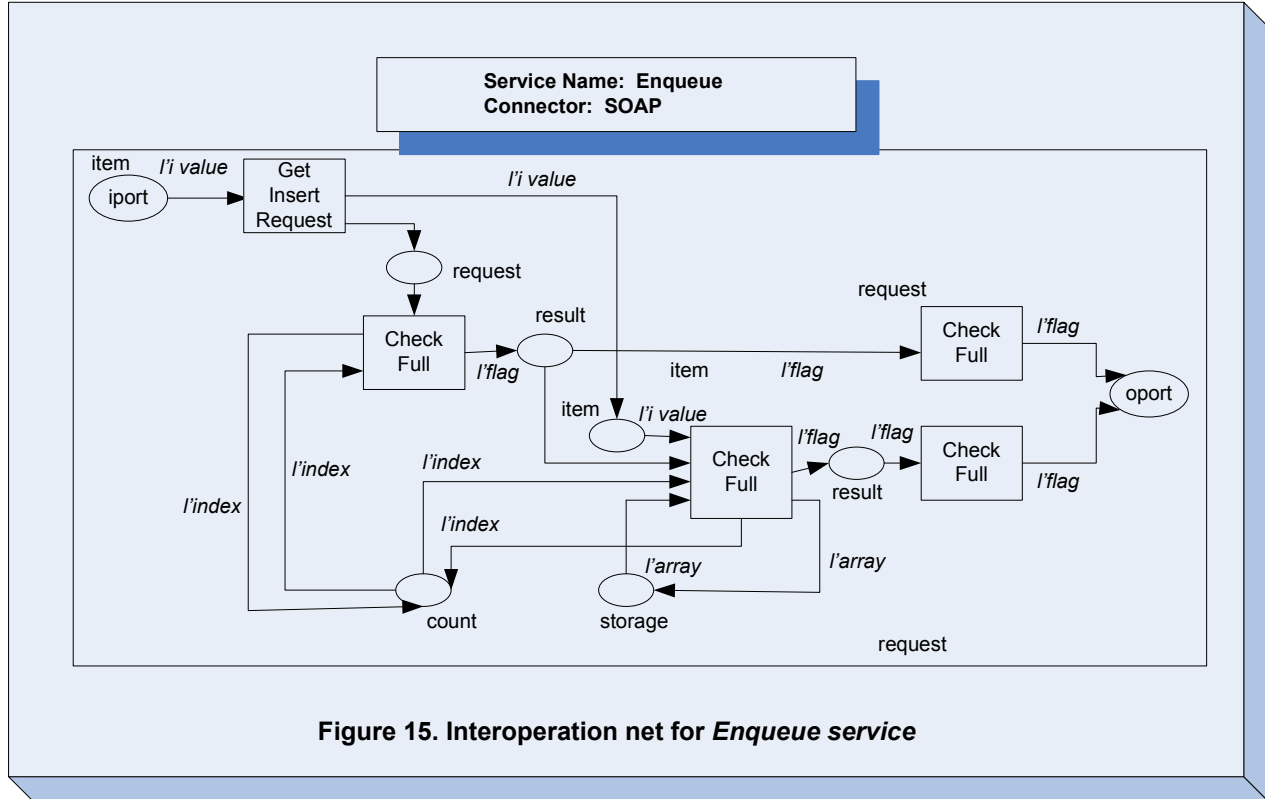 Service Name: Enqueue
Connector: SOAP
item
l'i value
iport
Get
Insert
Request
l'i value
request
request
result
Check
Full
l'flag
Check
Full
l'flag
item
l'flag
oport
item
l'i value
l'flag
l'flag
Check
Full
Check
Full
result
l'flag
l'index
l'index
l'index
l'index
l'array
l'array
count
storage
request
Figure 15. Interoperation net for Enqueue service